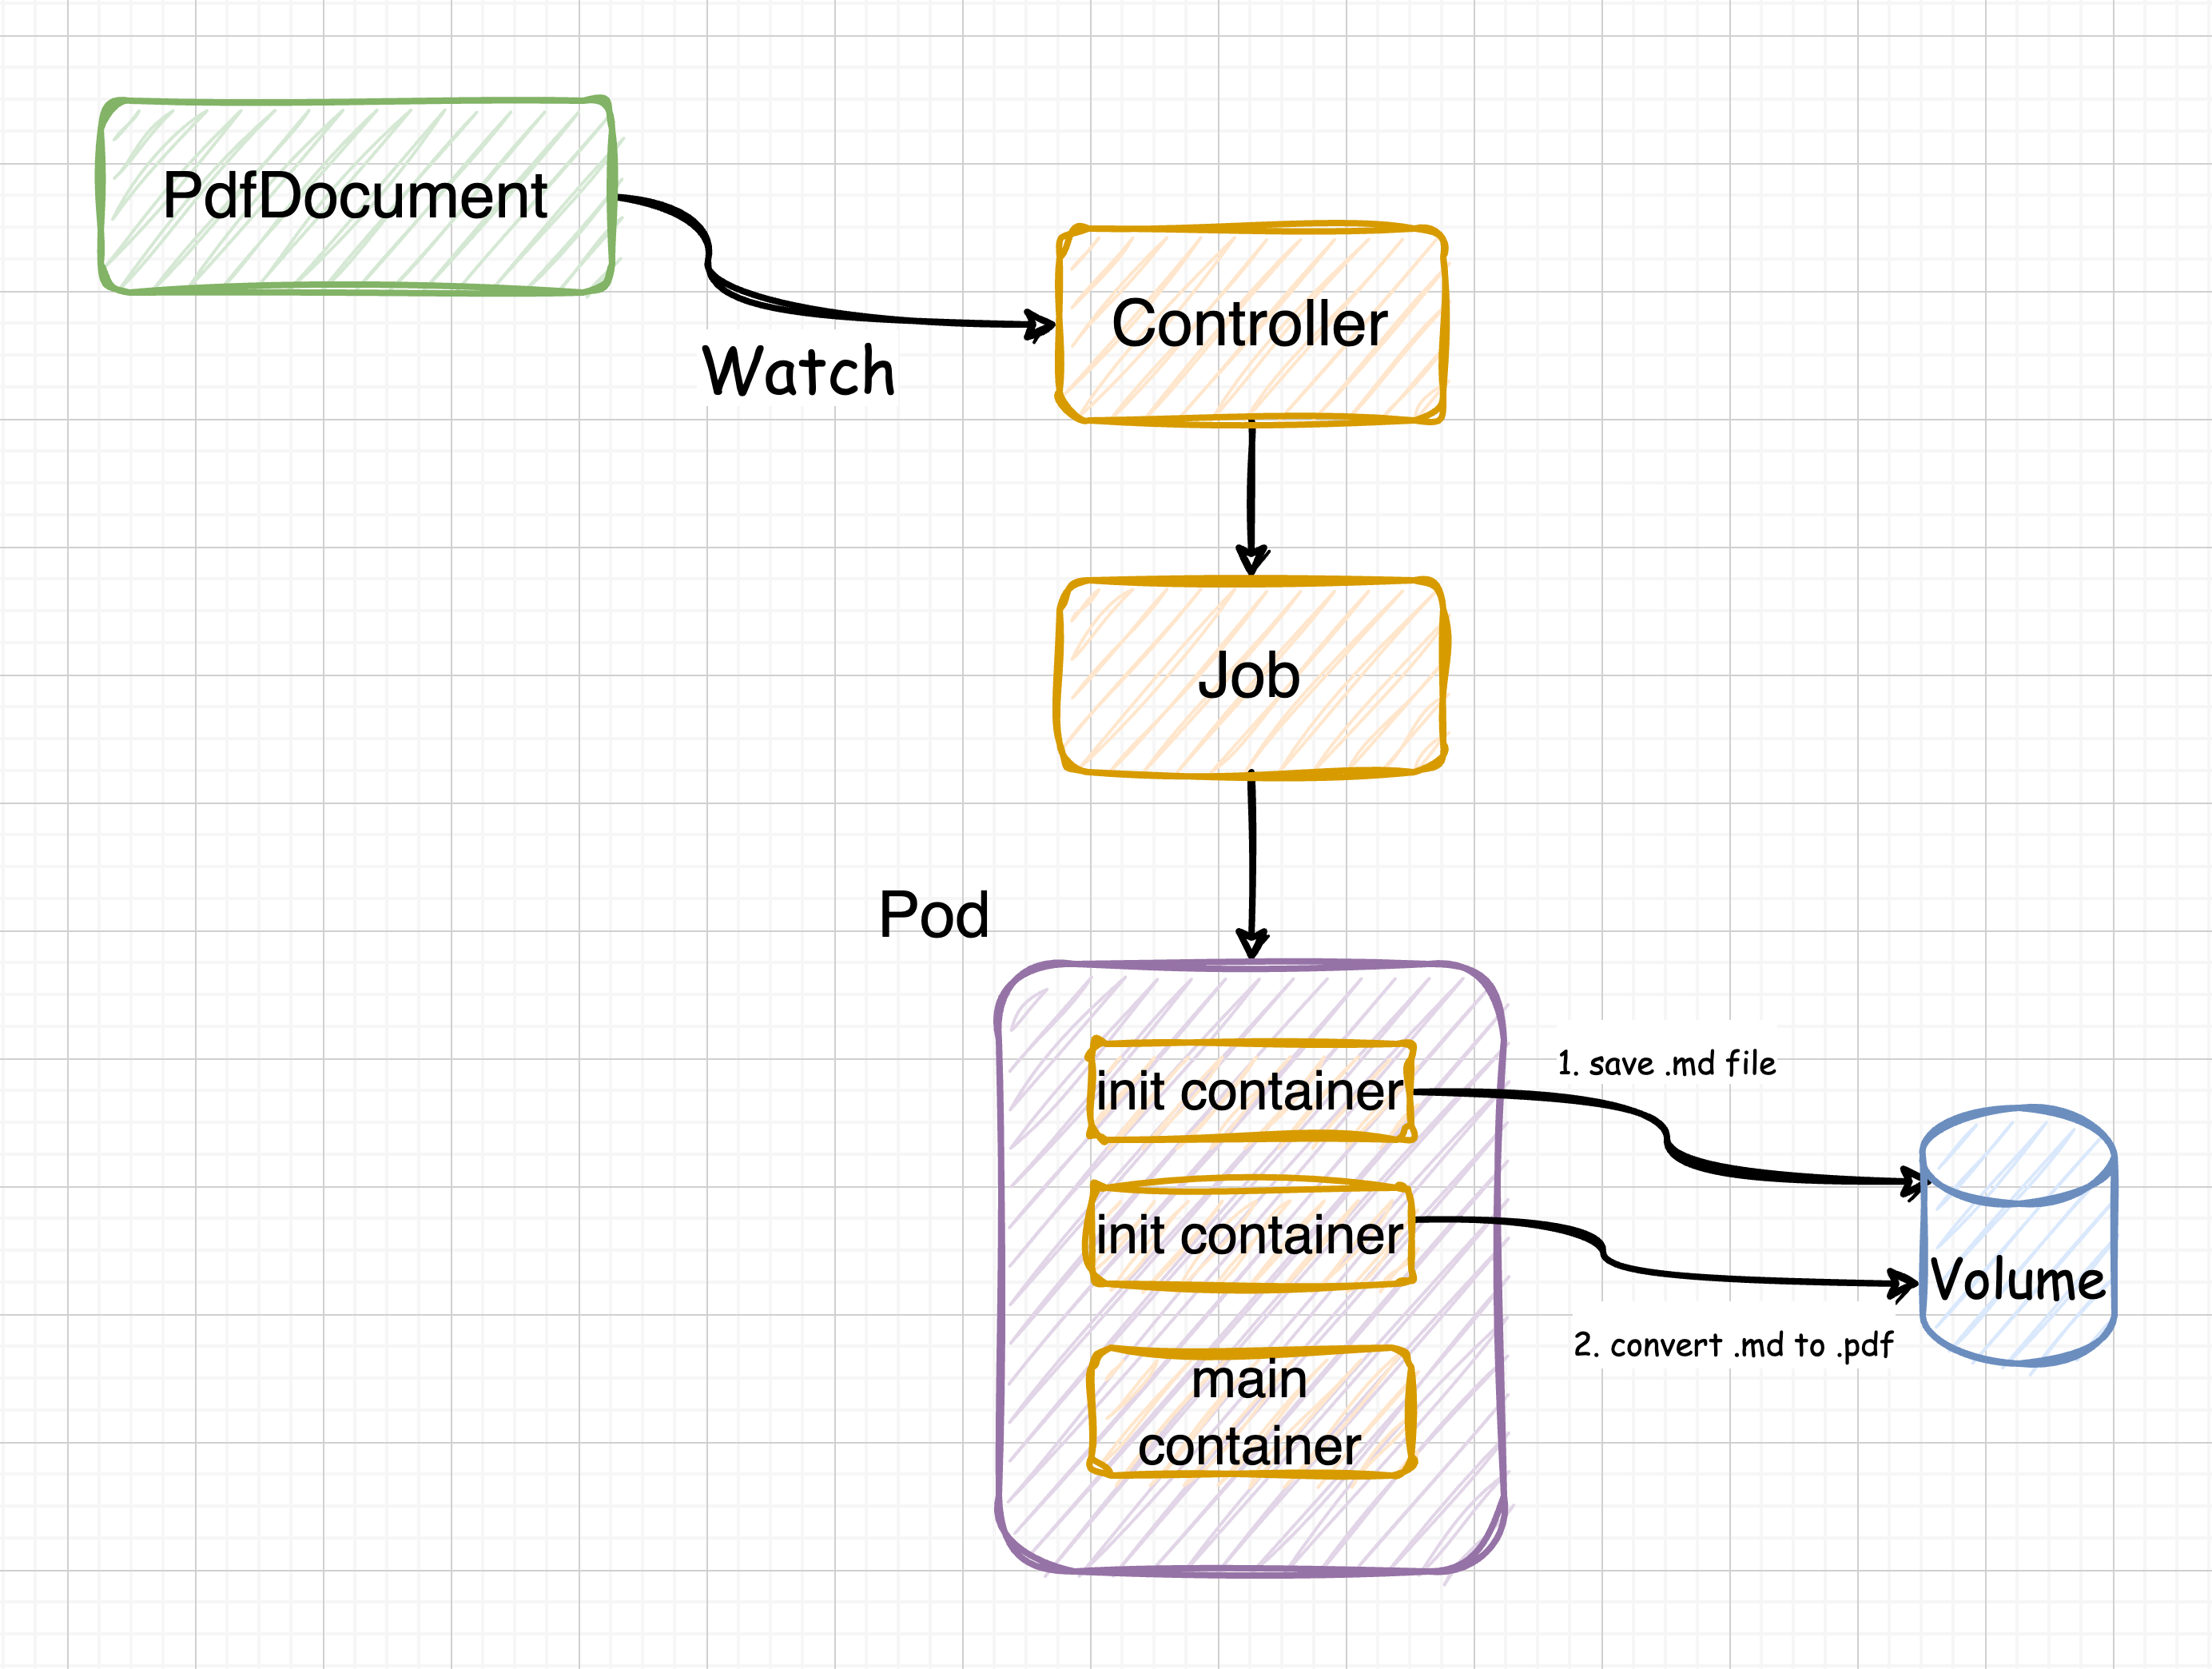 PdfDocument
Watch
Controller
Job
Pod
init container
1. save .md file
init container
Volume
2. convert .md to .pdf
main
container